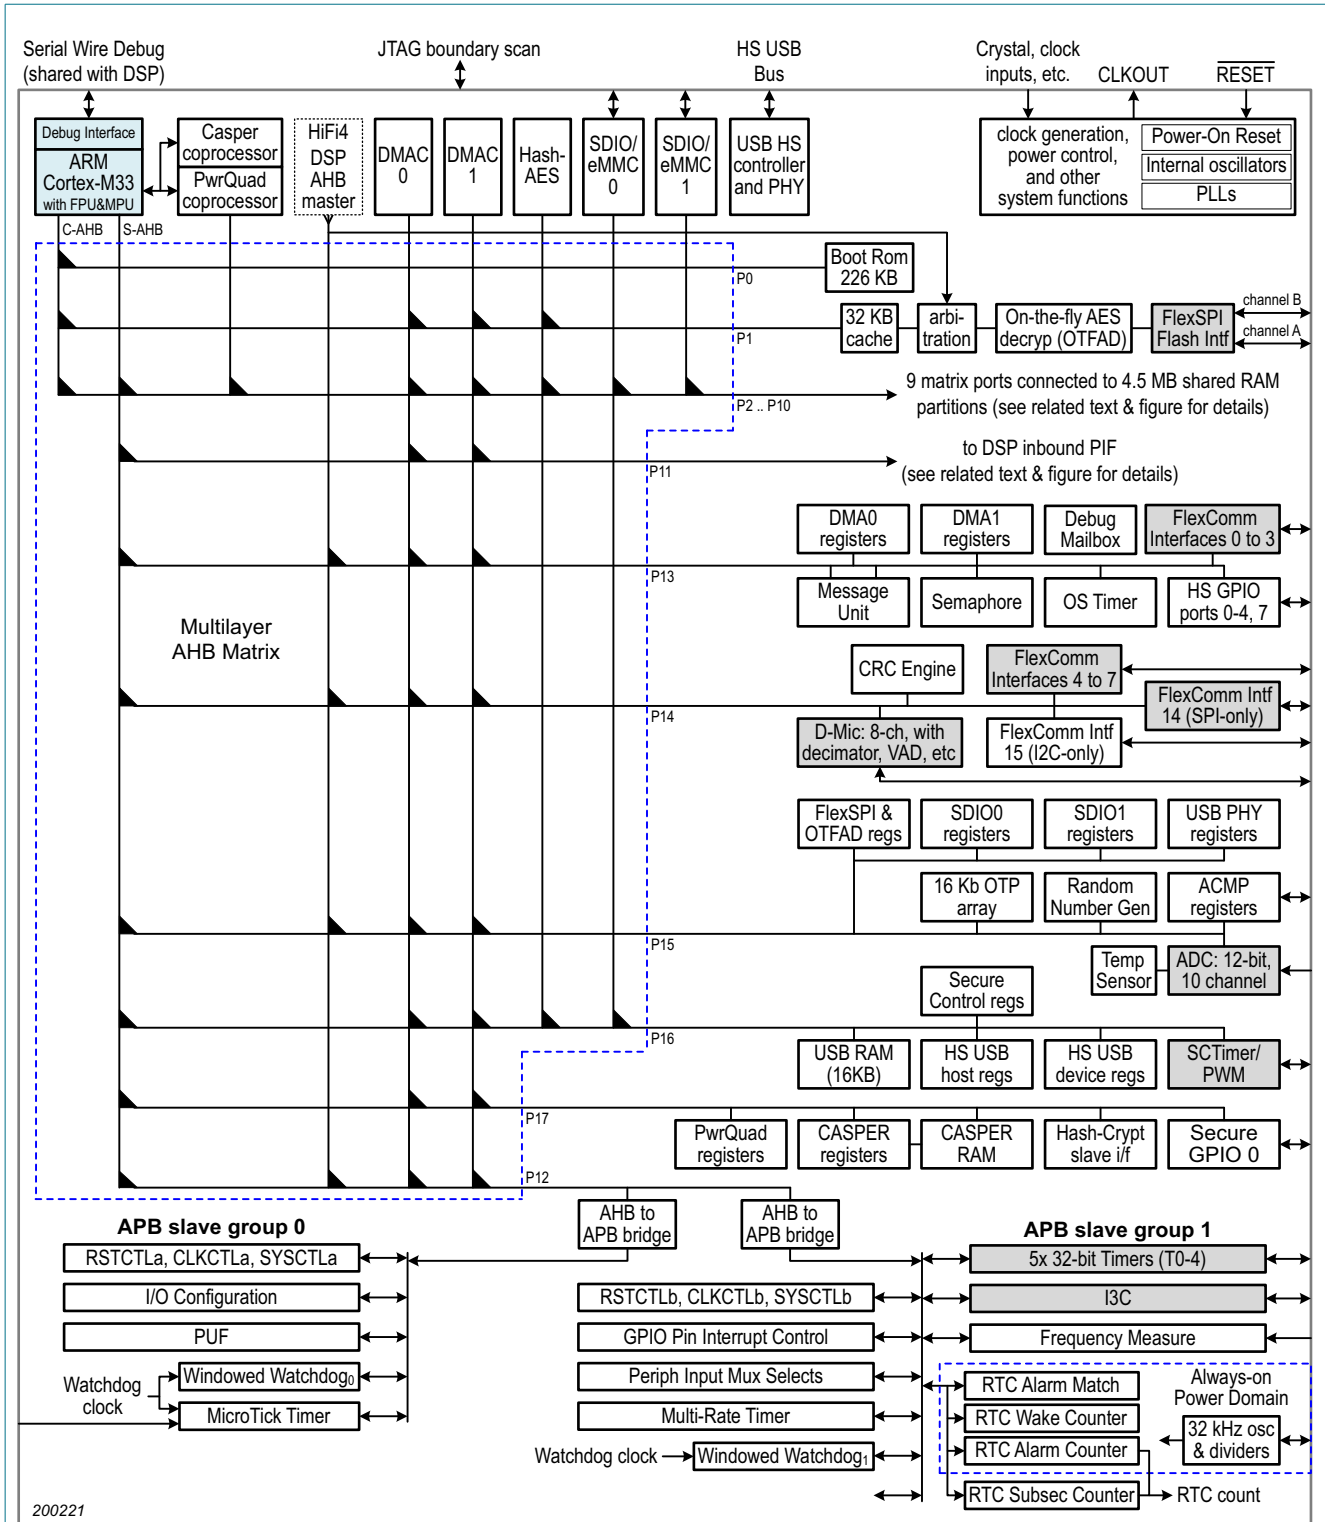 Serial Wire Debug
(shared with DSP)
JTAG boundary scan
HS USB
Bus
Crystal, clock
inputs, etc.
CLKOUT
RESET
Debug Interface
ARM
Cortex-M33
with FPU&MPU
Casper
coprocessor
PwrQuad
coprocessor
HiFi4
DSP
AHB
master
DMAC
0
DMAC
1
Hash-
AES
SDIO/
eMMC
0
SDIO/
eMMC
1
USB HS
controller
and PHY
clock generation,
power control,
and other
system functions
Power-On Reset
Internal oscillators
PLLs
C-AHB
S-AHB
Boot Rom
226 KB
P0
32 KB
cache
arbi-
tration
On-the-fly AES
decryp (OTFAD)
FlexSPI
Flash Intf
channel B
channel A
P1
9 matrix ports connected to 4.5 MB shared RAM
partitions (see related text & figure for details)
P2 .. P10
to DSP inbound PIF
(see related text & figure for details)
P11
DMA0
registers
DMA1
registers
Debug
Mailbox
FlexComm
Interfaces 0 to 3
P13
Message
Unit
Semaphore
OS Timer
HS GPIO
ports 0-4, 7
Multilayer
AHB Matrix
CRC Engine
FlexComm
Interfaces 4 to 7
FlexComm Intf
14 (SPI-only)
P14
D-Mic: 8-ch, with
decimator, VAD, etc
FlexComm Intf
15 (I2C-only)
FlexSPI &
OTFAD regs
SDIO0
registers
SDIO1
registers
USB PHY
registers
16 Kb OTP
array
Random
Number Gen
ACMP
registers
P15
Temp
Sensor
ADC: 12-bit,
10 channel
Secure
Control regs
P16
USB RAM
(16KB)
HS USB
host regs
HS USB
device regs
SCTimer/
PWM
P17
PwrQuad
registers
CASPER
registers
CASPER
RAM
Hash-Crypt
slave i/f
Secure
GPIO 0
P12
AHB to
APB bridge
AHB to
APB bridge
APB slave group 0
RSTCTLa, CLKCTLa, SYSCTLa
I/O Configuration
PUF
Windowed Watchdog0
MicroTick Timer
Watchdog
clock
RSTCTLb, CLKCTLb, SYSCTLb
GPIO Pin Interrupt Control
Periph Input Mux Selects
Multi-Rate Timer
Watchdog clock
Windowed Watchdog1
APB slave group 1
5x 32-bit Timers (T0-4)
I3C
Frequency Measure
RTC Alarm Match
RTC Wake Counter
RTC Alarm Counter
Always-on
Power Domain
32 kHz osc
& dividers
RTC Subsec Counter
RTC count
200221